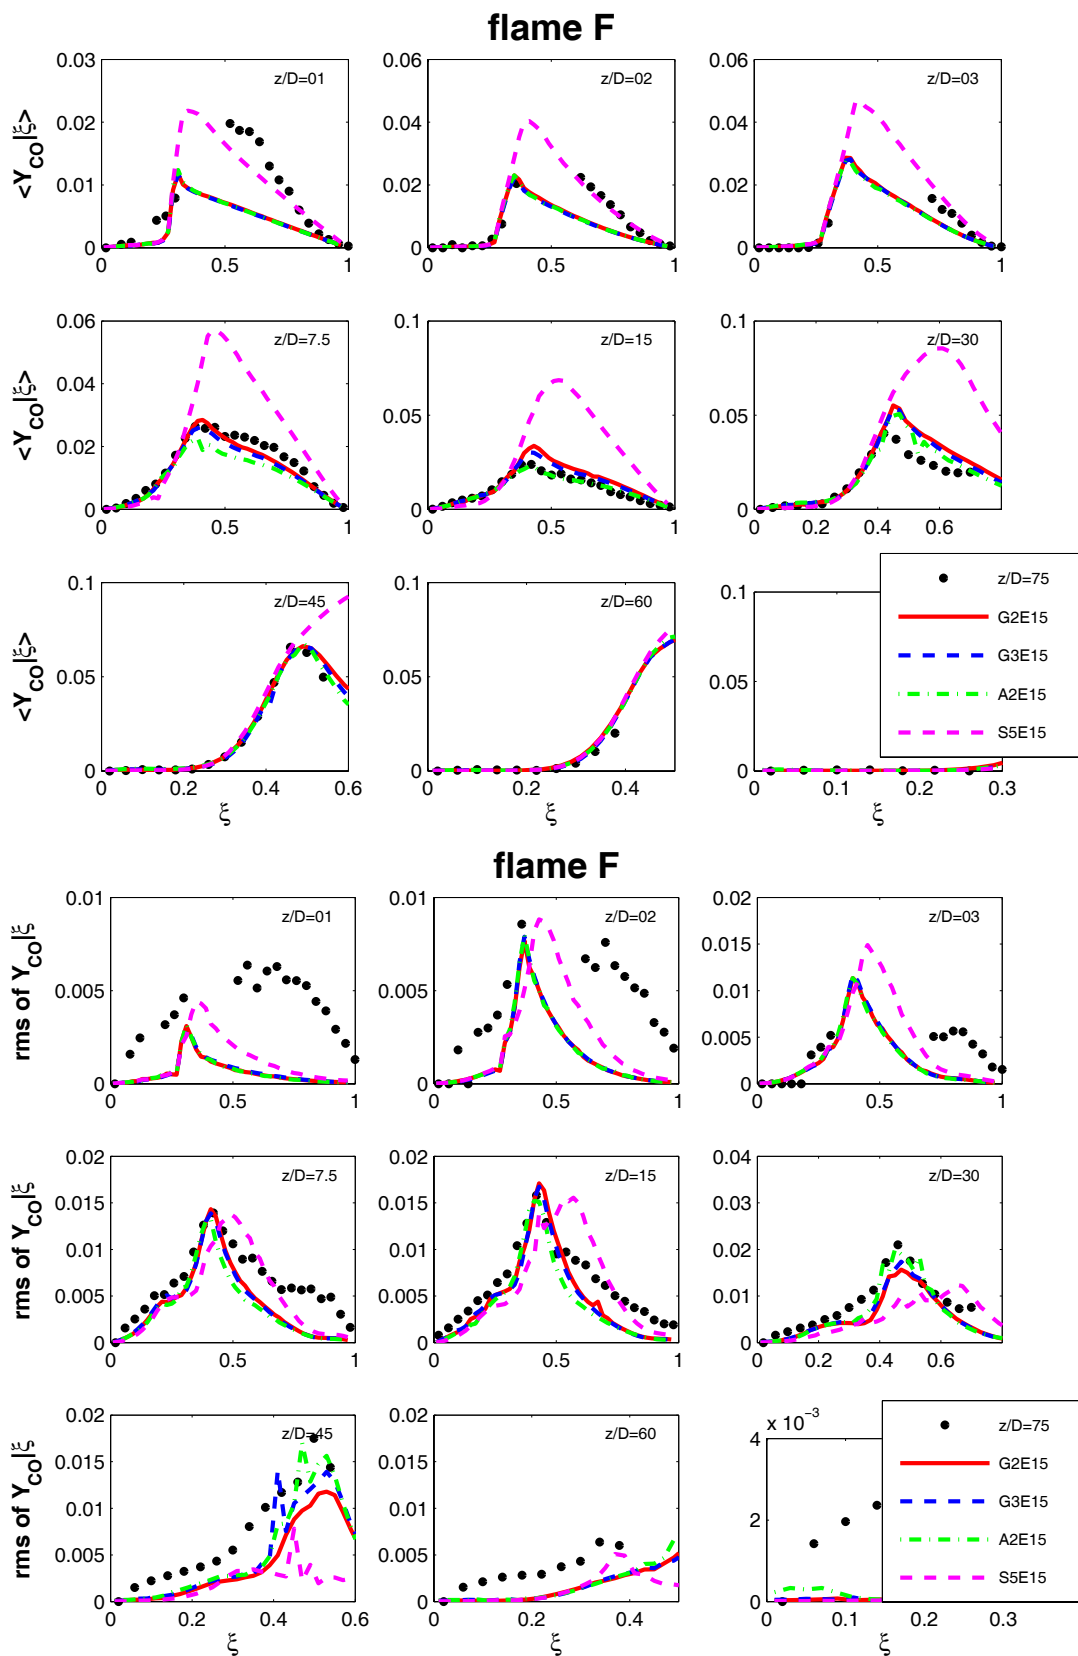 flame F
0.03 z/D=01 0.06 z/D=02 0.06 z/D=03
0.02 0.04 0.04
0.01 0.02 0.02
0 0 0
0 0.5 1 0 0.5 1 0 0.5 1
<Y_CO|ξ>
0.06 z/D=7.5 0.1 z/D=15 0.1 z/D=30
0.04 0.05 0.05
0.02
0 0 0
0 0.5 1 0 0.5 1 0 0.2 0.4 0.6
<Y_CO|ξ>
0.1 z/D=45 0.1 z/D=60 0.1
0.05 0.05 0.05
0 0 0
0 0.2 0.4 0.6 0 0.2 0.4 0 0.1 0.2 0.3
<Y_CO|ξ>
ξ ξ ξ
z/D=75
G2E15
G3E15
A2E15
S5E15
flame F
0.01 z/D=01 0.01 z/D=02 0.02 z/D=03
0.015
0.005 0.005 0.01
0.005
0 0 0
0 0.5 1 0 0.5 1 0 0.5 1
rms of Y_CO|ξ
0.02 z/D=7.5 0.02 z/D=15 0.04 z/D=30
0.015 0.015 0.03
0.01 0.01 0.02
0.005 0.005 0.01
0 0 0
0 0.5 1 0 0.5 1 0 0.2 0.4 0.6
rms of Y_CO|ξ
0.02 z/D=45 0.02 z/D=60 x 10^-3
0.015 0.015 4
0.01 0.01 2
0.005 0.005
0 0 0
0 0.2 0.4 0.6 0 0.2 0.4 0 0.1 0.2 0.3
rms of Y_CO|ξ
ξ ξ ξ
z/D=75
G2E15
G3E15
A2E15
S5E15